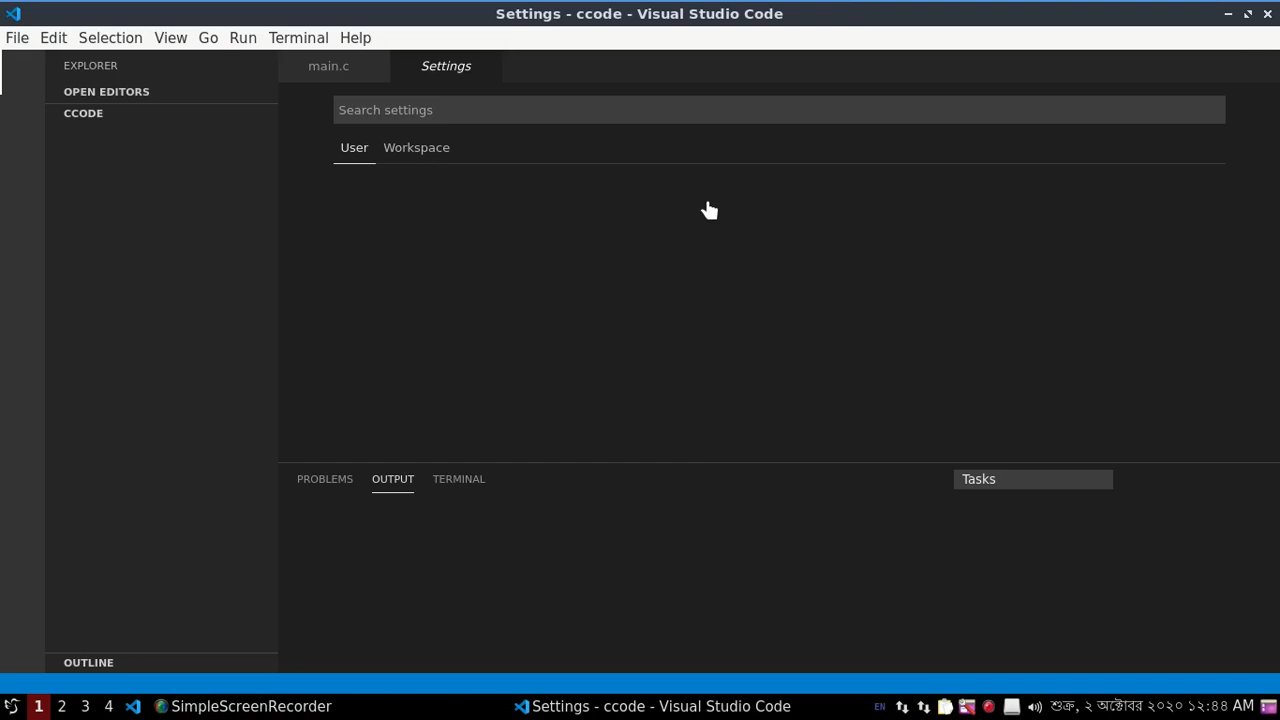 Settings - ccode - Visual Studio Code
File Edit Selection View Go Run Terminal Help
EXPLORER
OPEN EDITORS
CCODE
OUTLINE
main.c Settings
Search settings
User Workspace
PROBLEMS OUTPUT TERMINAL Tasks
1 2 3 4 SimpleScreenRecorder Settings - ccode - Visual Studio Code EN শুক্র, ২ অক্টোবর ২০২০ ১২:৪৪ AM